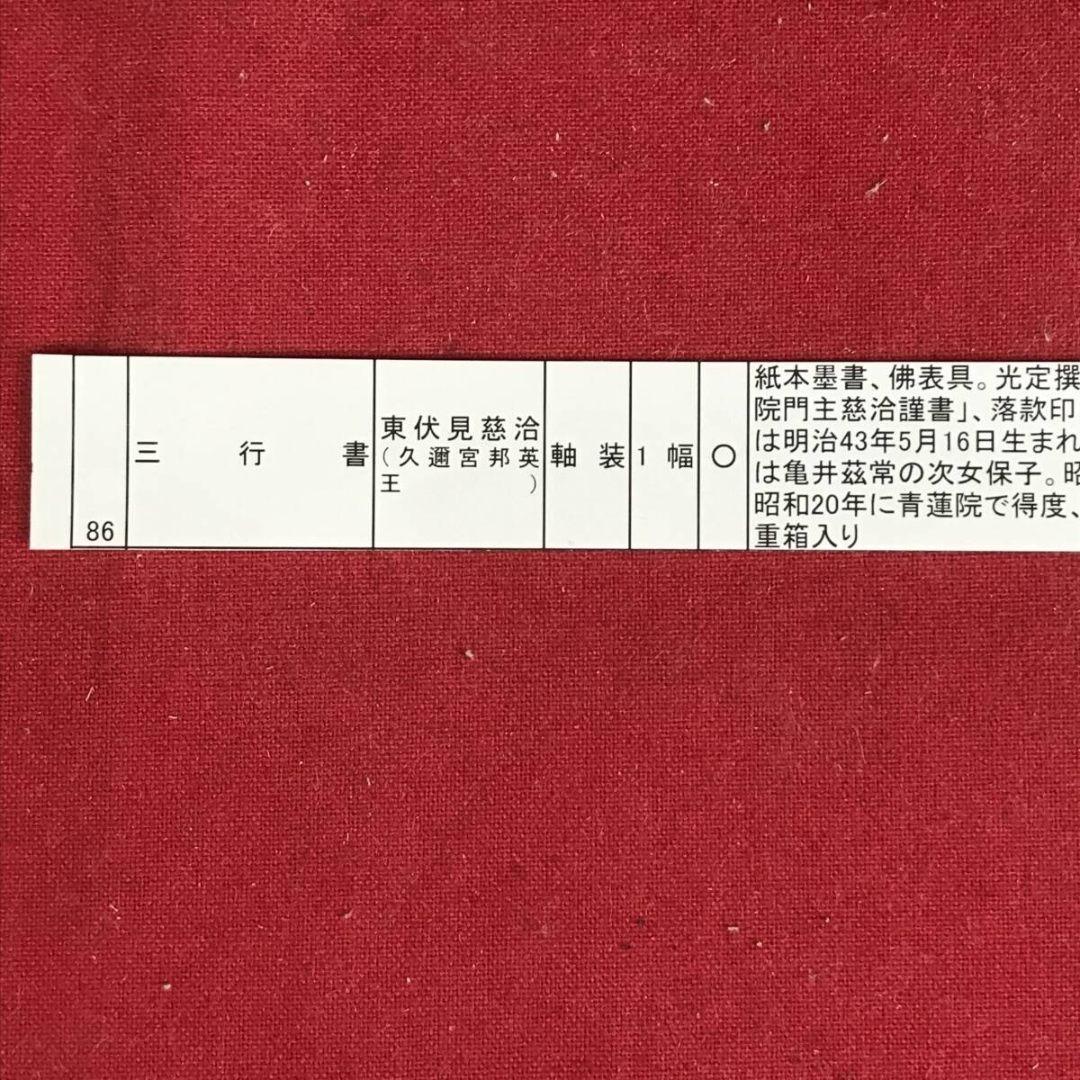 86
三行書
東伏見慈洽
(久邇宮邦英
王)
軸装
1幅
○
紙本墨書、佛表具。光定撰
院門主慈洽謹書」、落款印
は明治43年5月16日生まれ
は亀井茲常の次女保子。昭
昭和20年に青蓮院で得度、
重箱入り